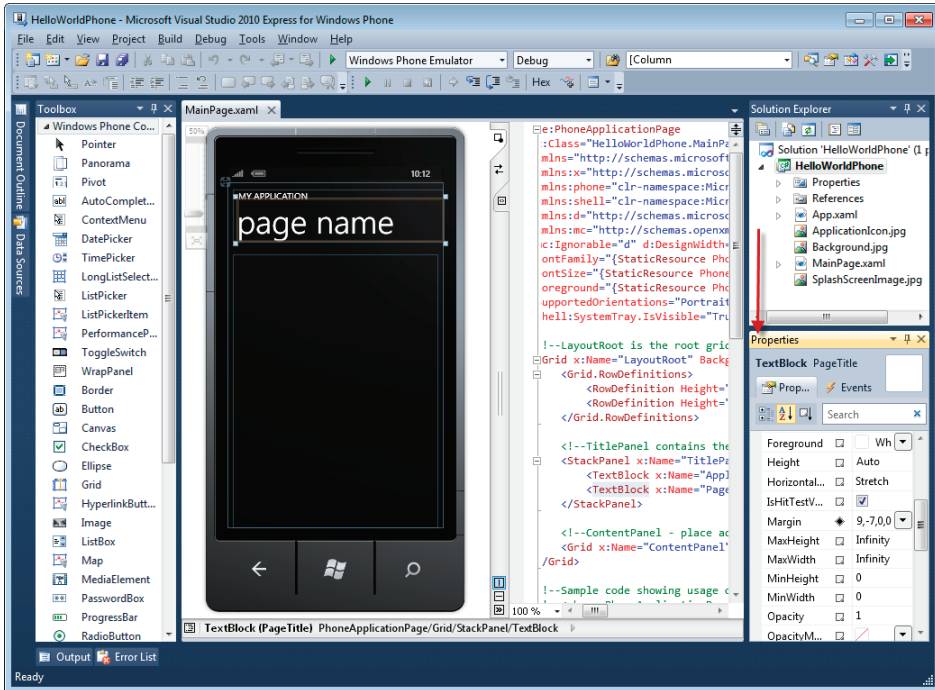 HelloWorldPhone - Microsoft Visual Studio 2010 Express for Windows Phone
File Edit View Project Build Debug Tools Window Help
Windows Phone Emulator Debug [Column
Hex
Document Outline
Data Sources
Toolbox
Windows Phone Co...
Pointer
Panorama
Pivot
AutoComplet...
ContextMenu
DatePicker
TimePicker
LongListSelect...
ListPicker
ListPickerItem
PerformanceP...
ToggleSwitch
WrapPanel
Border
Button
Canvas
CheckBox
Ellipse
Grid
HyperlinkButt...
Image
ListBox
Map
MediaElement
PasswordBox
ProgressBar
RadioButton
MainPage.xaml
50%
10:12
MY APPLICATION
page name
e:PhoneApplicationPage
:Class="HelloWorldPhone.MainPa
mlns="http://schemas.microsoft
mlns:x="http://schemas.microsc
mlns:phone="clr-namespace:Micr
mlns:shell="clr-namespace:Micr
mlns:d="http://schemas.microsc
mlns:mc="http://schemas.openxm
c:Ignorable="d" d:DesignWidth=
ontFamily="{StaticResource Pho
ontSize="{StaticResource Phone
oreground="{StaticResource Pho
upportedOrientations="Portrait
hell:SystemTray.IsVisible="Tru
!--LayoutRoot is the root gric
Grid x:Name="LayoutRoot" Backg
<Grid.RowDefinitions>
<RowDefinition Height="
<RowDefinition Height="
</Grid.RowDefinitions>
<!--TitlePanel contains the
<StackPanel x:Name="TitlePa
<TextBlock x:Name="Appl
<TextBlock x:Name="Page
</StackPanel>
<!--ContentPanel - place ac
<Grid x:Name="ContentPanel"
/Grid>
!--Sample code showing usage c
100 %
TextBlock (PageTitle) PhoneApplicationPage/Grid/StackPanel/TextBlock
Solution Explorer
Solution 'HelloWorldPhone' (1 p
HelloWorldPhone
Properties
References
App.xaml
ApplicationIcon.jpg
Background.jpg
MainPage.xaml
SplashScreenImage.jpg
Properties
TextBlock PageTitle
Prop... Events
Search
Foreground Wh
Height Auto
Horizontal... Stretch
IsHitTestV...
Margin 9,-7,0,0
MaxHeight Infinity
MaxWidth Infinity
MinHeight 0
MinWidth 0
Opacity 1
OpacityM...
Output Error List
Ready